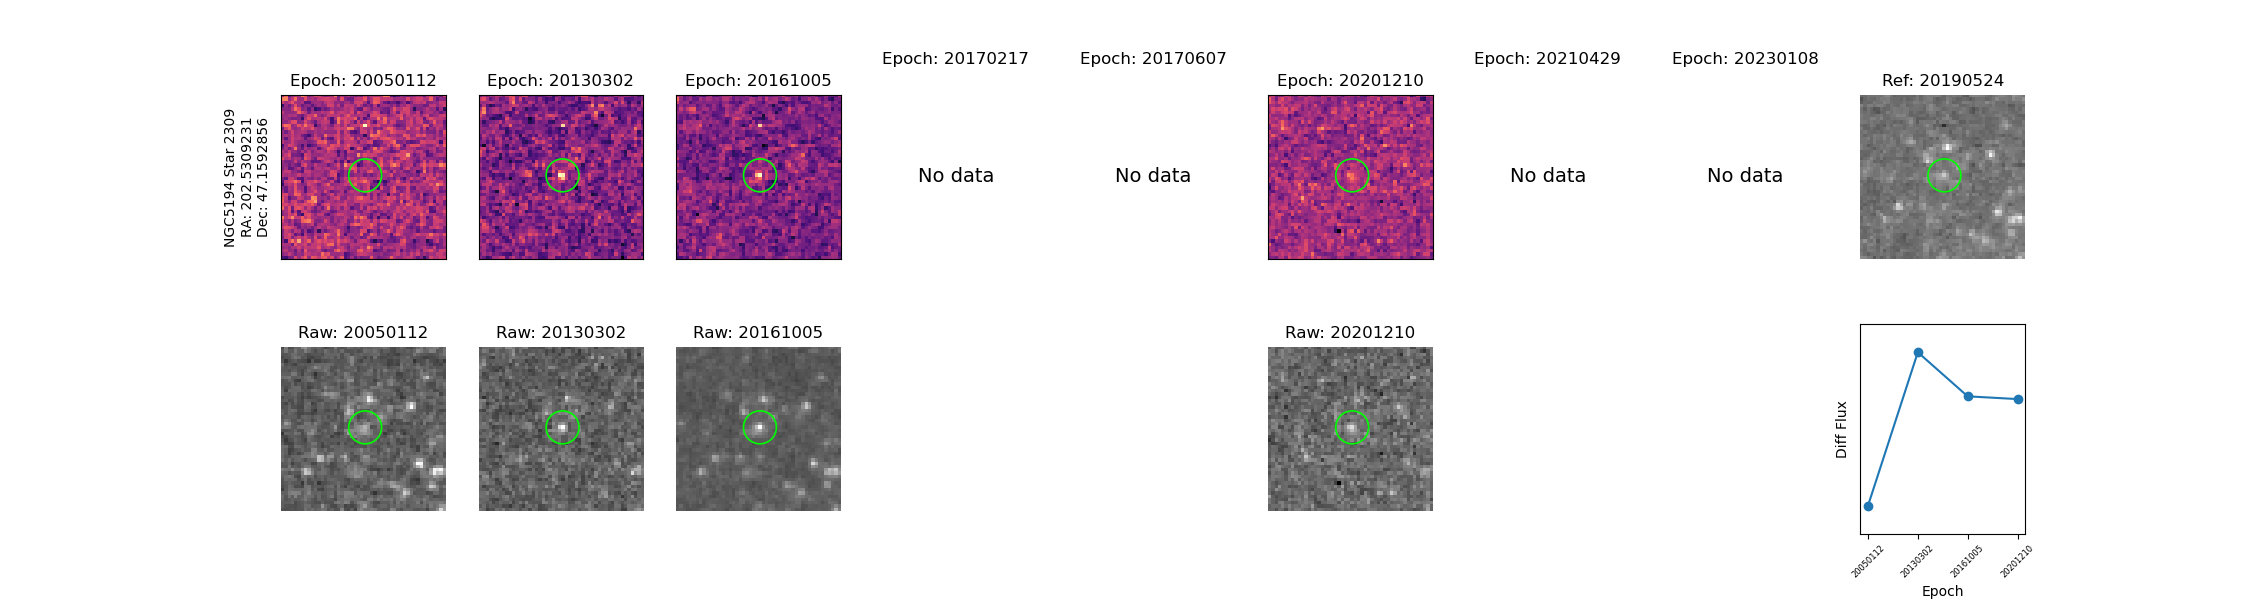 Epoch: 20050112
Epoch: 20130302
Epoch: 20161005
Epoch: 20170217
Epoch: 20170607
Epoch: 20201210
Epoch: 20210429
Epoch: 20230108
Ref: 20190524
NGC5194 Star 2309
RA: 202.5309231
Dec: 47.1592856
No data
No data
No data
No data
Raw: 20050112
Raw: 20130302
Raw: 20161005
Raw: 20201210
Diff Flux
20050112
20130302
20161005
20201210
Epoch